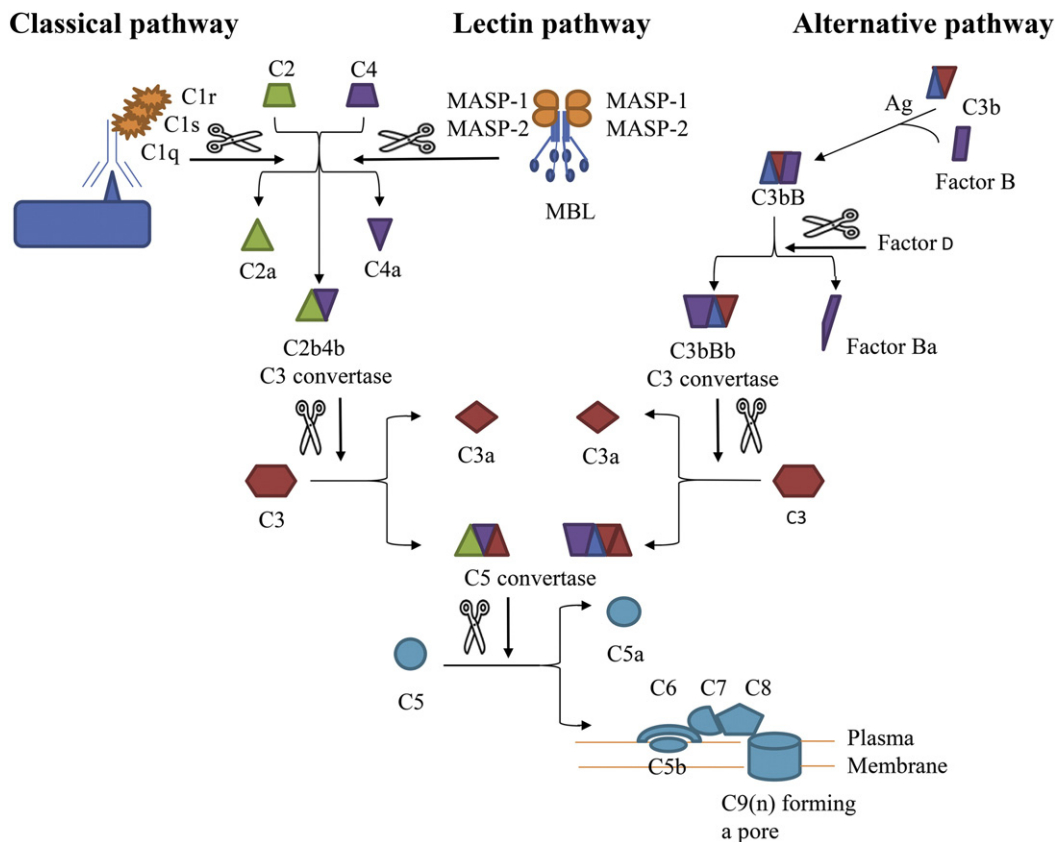 Classical pathway
Lectin pathway
Alternative pathway
C2
C4
C1r
C1s
C1q
MASP-1
MASP-2
MASP-1
MASP-2
MBL
Ag
C3b
Factor B
C3bB
Factor D
C2a
C4a
C2b4b
C3 convertase
C3bBb
C3 convertase
Factor Ba
C3a
C3a
C3
C3
C5 convertase
C5
C5a
C6
C7
C8
C5b
Plasma
Membrane
C9(n) forming
a pore